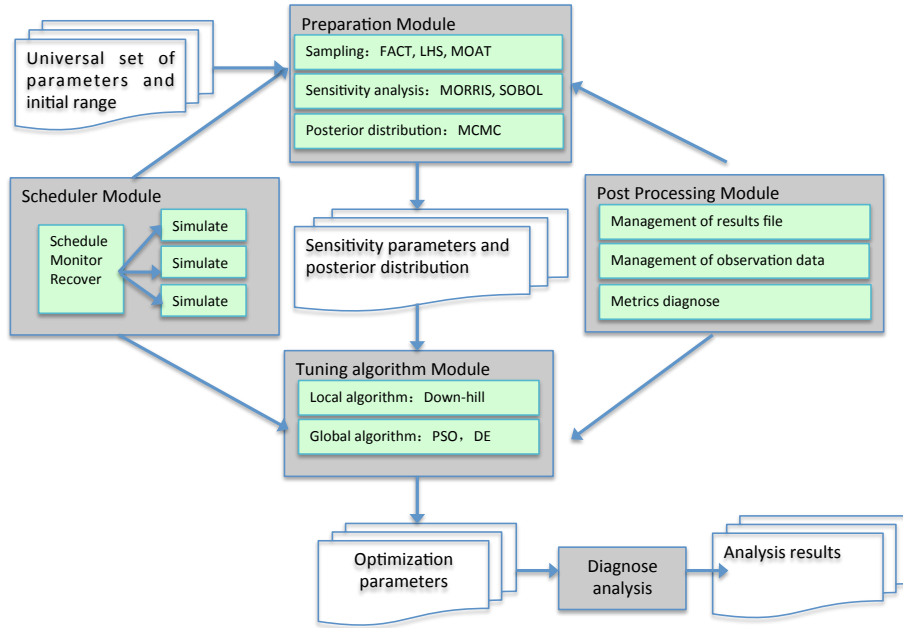 Preparation Module
Sampling：FACT, LHS, MOAT
Sensitivity analysis：MORRIS, SOBOL
Posterior distribution：MCMC
Universal set of
parameters and
initial range
Scheduler Module
Schedule
Monitor
Recover
Simulate
Simulate
Simulate
Sensitivity parameters and
posterior distribution
Post Processing Module
Management of results file
Management of observation data
Metrics diagnose
Tuning algorithm Module
Local algorithm：Down-hill
Global algorithm：PSO，DE
Optimization
parameters
Diagnose
analysis
Analysis results